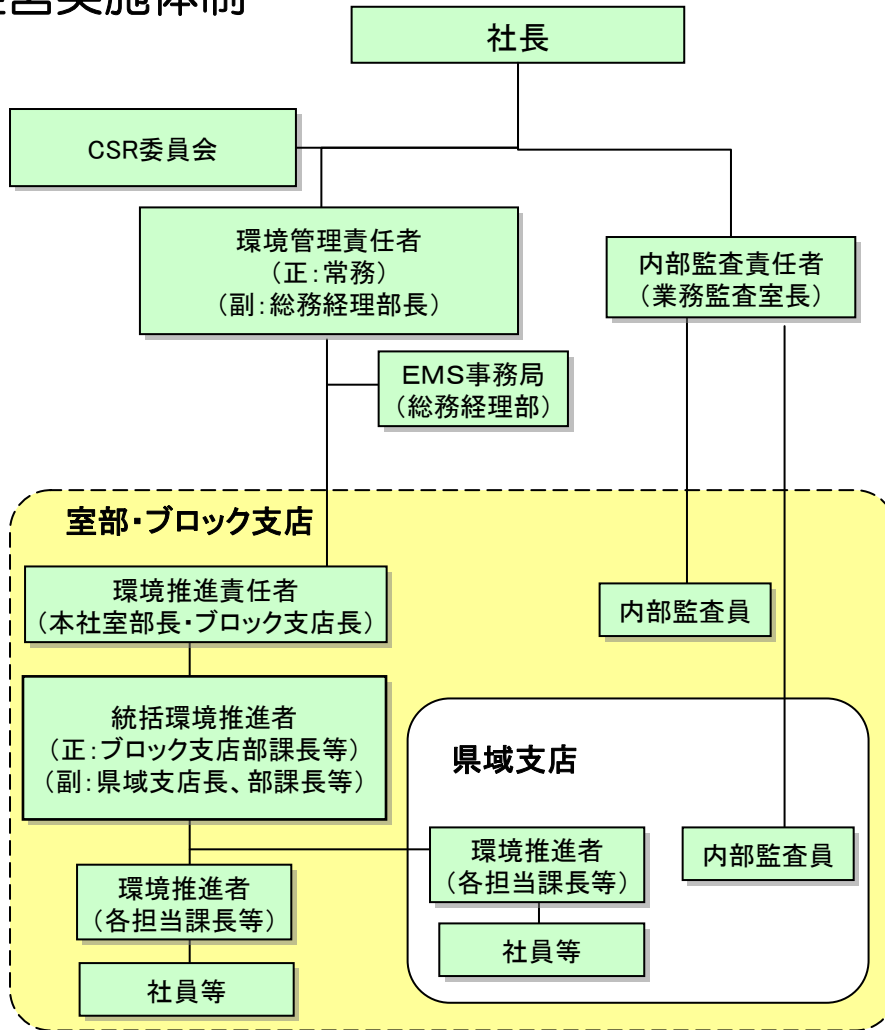 営実施体制
社長
CSR委員会
環境管理責任者
（正：常務）
（副：総務経理部長）
内部監査責任者
（業務監査室長）
EMS事務局
（総務経理部）
室部・ブロック支店
環境推進責任者
（本社室部長・ブロック支店長）
内部監査員
統括環境推進者
（正：ブロック支店部課長等）
（副：県域支店長、部課長等）
県域支店
環境推進者
（各担当課長等）
内部監査員
環境推進者
（各担当課長等）
社員等
社員等